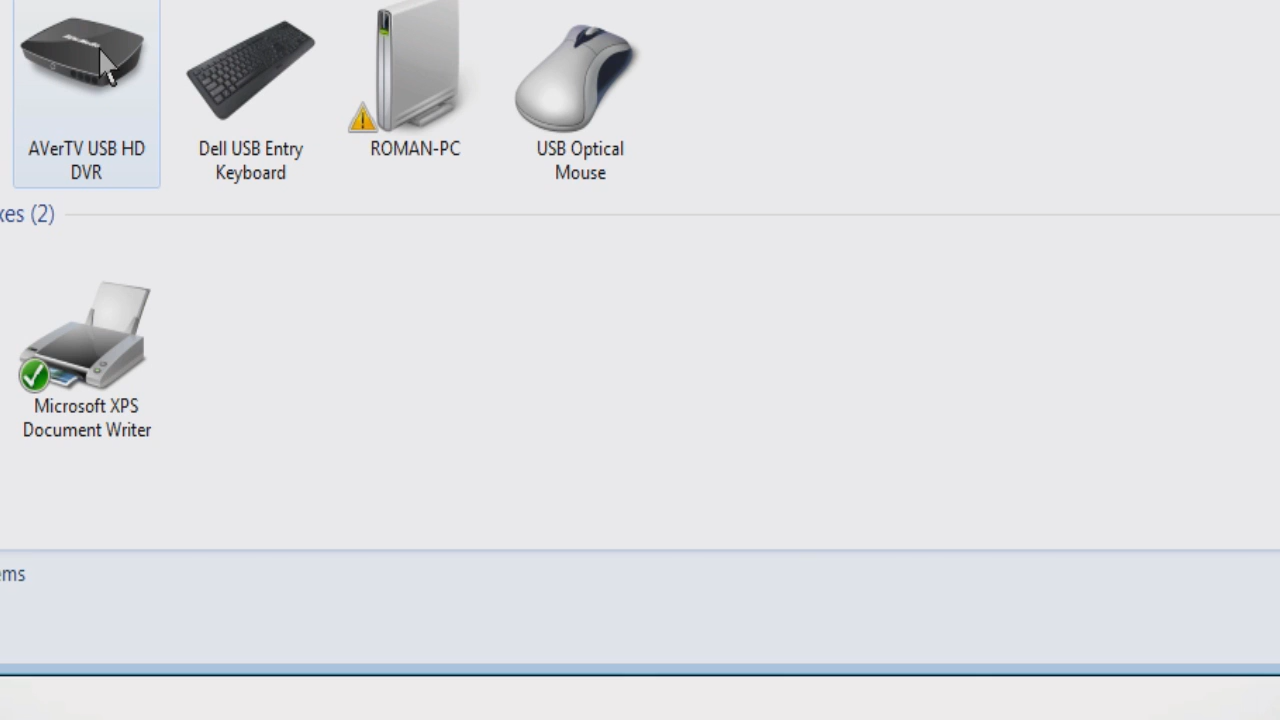 AVerTV USB HD
DVR
Dell USB Entry
Keyboard
ROMAN-PC
USB Optical
Mouse
xes (2)
Microsoft XPS
Document Writer
ems